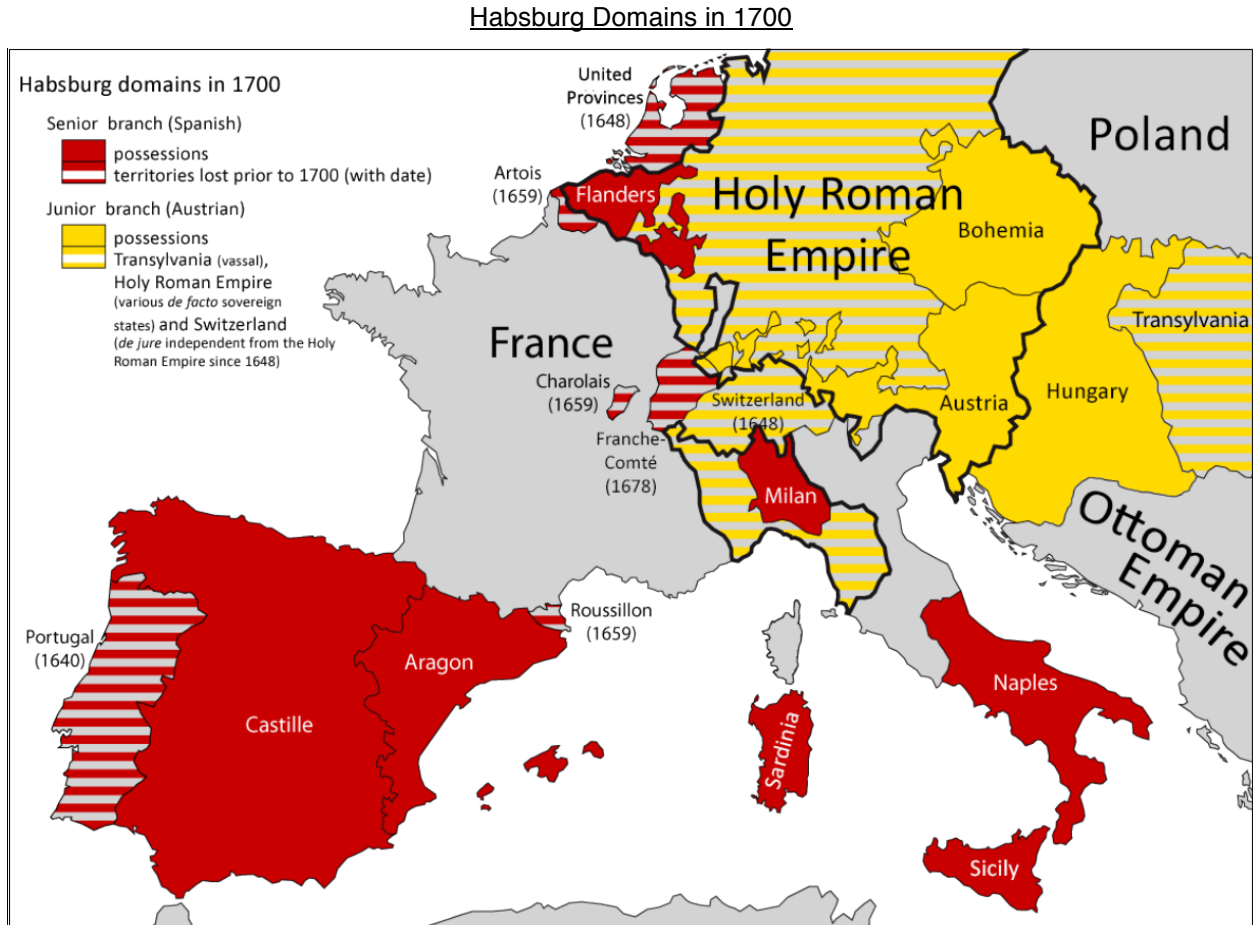 Habsburg Domains in 1700
Habsburg domains in 1700
Senior branch (Spanish)
possessions
territories lost prior to 1700 (with date)
Junior branch (Austrian)
possessions
Transylvania (vassal),
Holy Roman Empire
(various de facto sovereign
states) and Switzerland
(de jure independent from the Holy
Roman Empire since 1648)
United
Provinces
(1648)
Artois
(1659)
Flanders
Holy Roman
Empire
Poland
Bohemia
France
Charolais
(1659)
Franche-
Comté
(1678)
Switzerland
(1648)
Austria
Hungary
Transylvania
Milan
Ottoman
Empire
Roussillon
(1659)
Portugal
(1640)
Castille
Aragon
Sardinia
Naples
Sicily